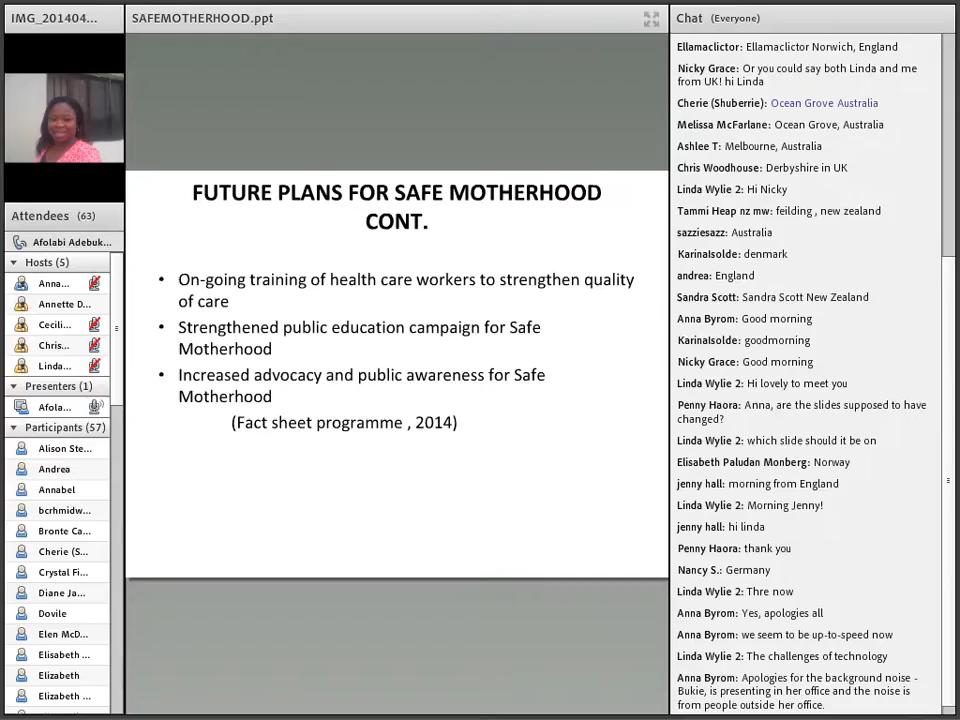 IMG_201404...
SAFEMOTHERHOOD.ppt
Chat (Everyone)
Attendees (63)
Afolabi Adebuk...
Hosts (5)
Anna...
Annette D...
Cecili...
Chris...
Linda...
Presenters (1)
Afola...
Participants (57)
Alison Ste...
Andrea
Annabel
bcrhmidw...
Bronte Ca...
Cherie (S...
Crystal Fi...
Diane Ja...
Dovile
Elen McD...
Elisabeth ...
Elizabeth
Elizabeth ...
FUTURE PLANS FOR SAFE MOTHERHOOD
CONT.
• On-going training of health care workers to strengthen quality
of care
• Strengthened public education campaign for Safe
Motherhood
• Increased advocacy and public awareness for Safe
Motherhood
(Fact sheet programme , 2014)
Ellamaclictor: Ellamaclictor Norwich, England
Nicky Grace: Or you could say both Linda and me
from UK! hi Linda
Cherie (Shuberrie): Ocean Grove Australia
Melissa McFarlane: Ocean Grove, Australia
Ashlee T: Melbourne, Australia
Chris Woodhouse: Derbyshire in UK
Linda Wylie 2: Hi Nicky
Tammi Heap nz mw: feilding , new zealand
sazziesazz: Australia
KarinaIsolde: denmark
andrea: England
Sandra Scott: Sandra Scott New Zealand
Anna Byrom: Good morning
KarinaIsolde: goodmorning
Nicky Grace: Good morning
Linda Wylie 2: Hi lovely to meet you
Penny Haora: Anna, are the slides supposed to have
changed?
Linda Wylie 2: which slide should it be on
Elisabeth Paludan Monberg: Norway
jenny hall: morning from England
Linda Wylie 2: Morning Jenny!
jenny hall: hi linda
Penny Haora: thank you
Nancy S.: Germany
Linda Wylie 2: Thre now
Anna Byrom: Yes, apologies all
Anna Byrom: we seem to be up-to-speed now
Linda Wylie 2: The challenges of technology
Anna Byrom: Apologies for the background noise -
Bukie, is presenting in her office and the noise is
from people outside her office.